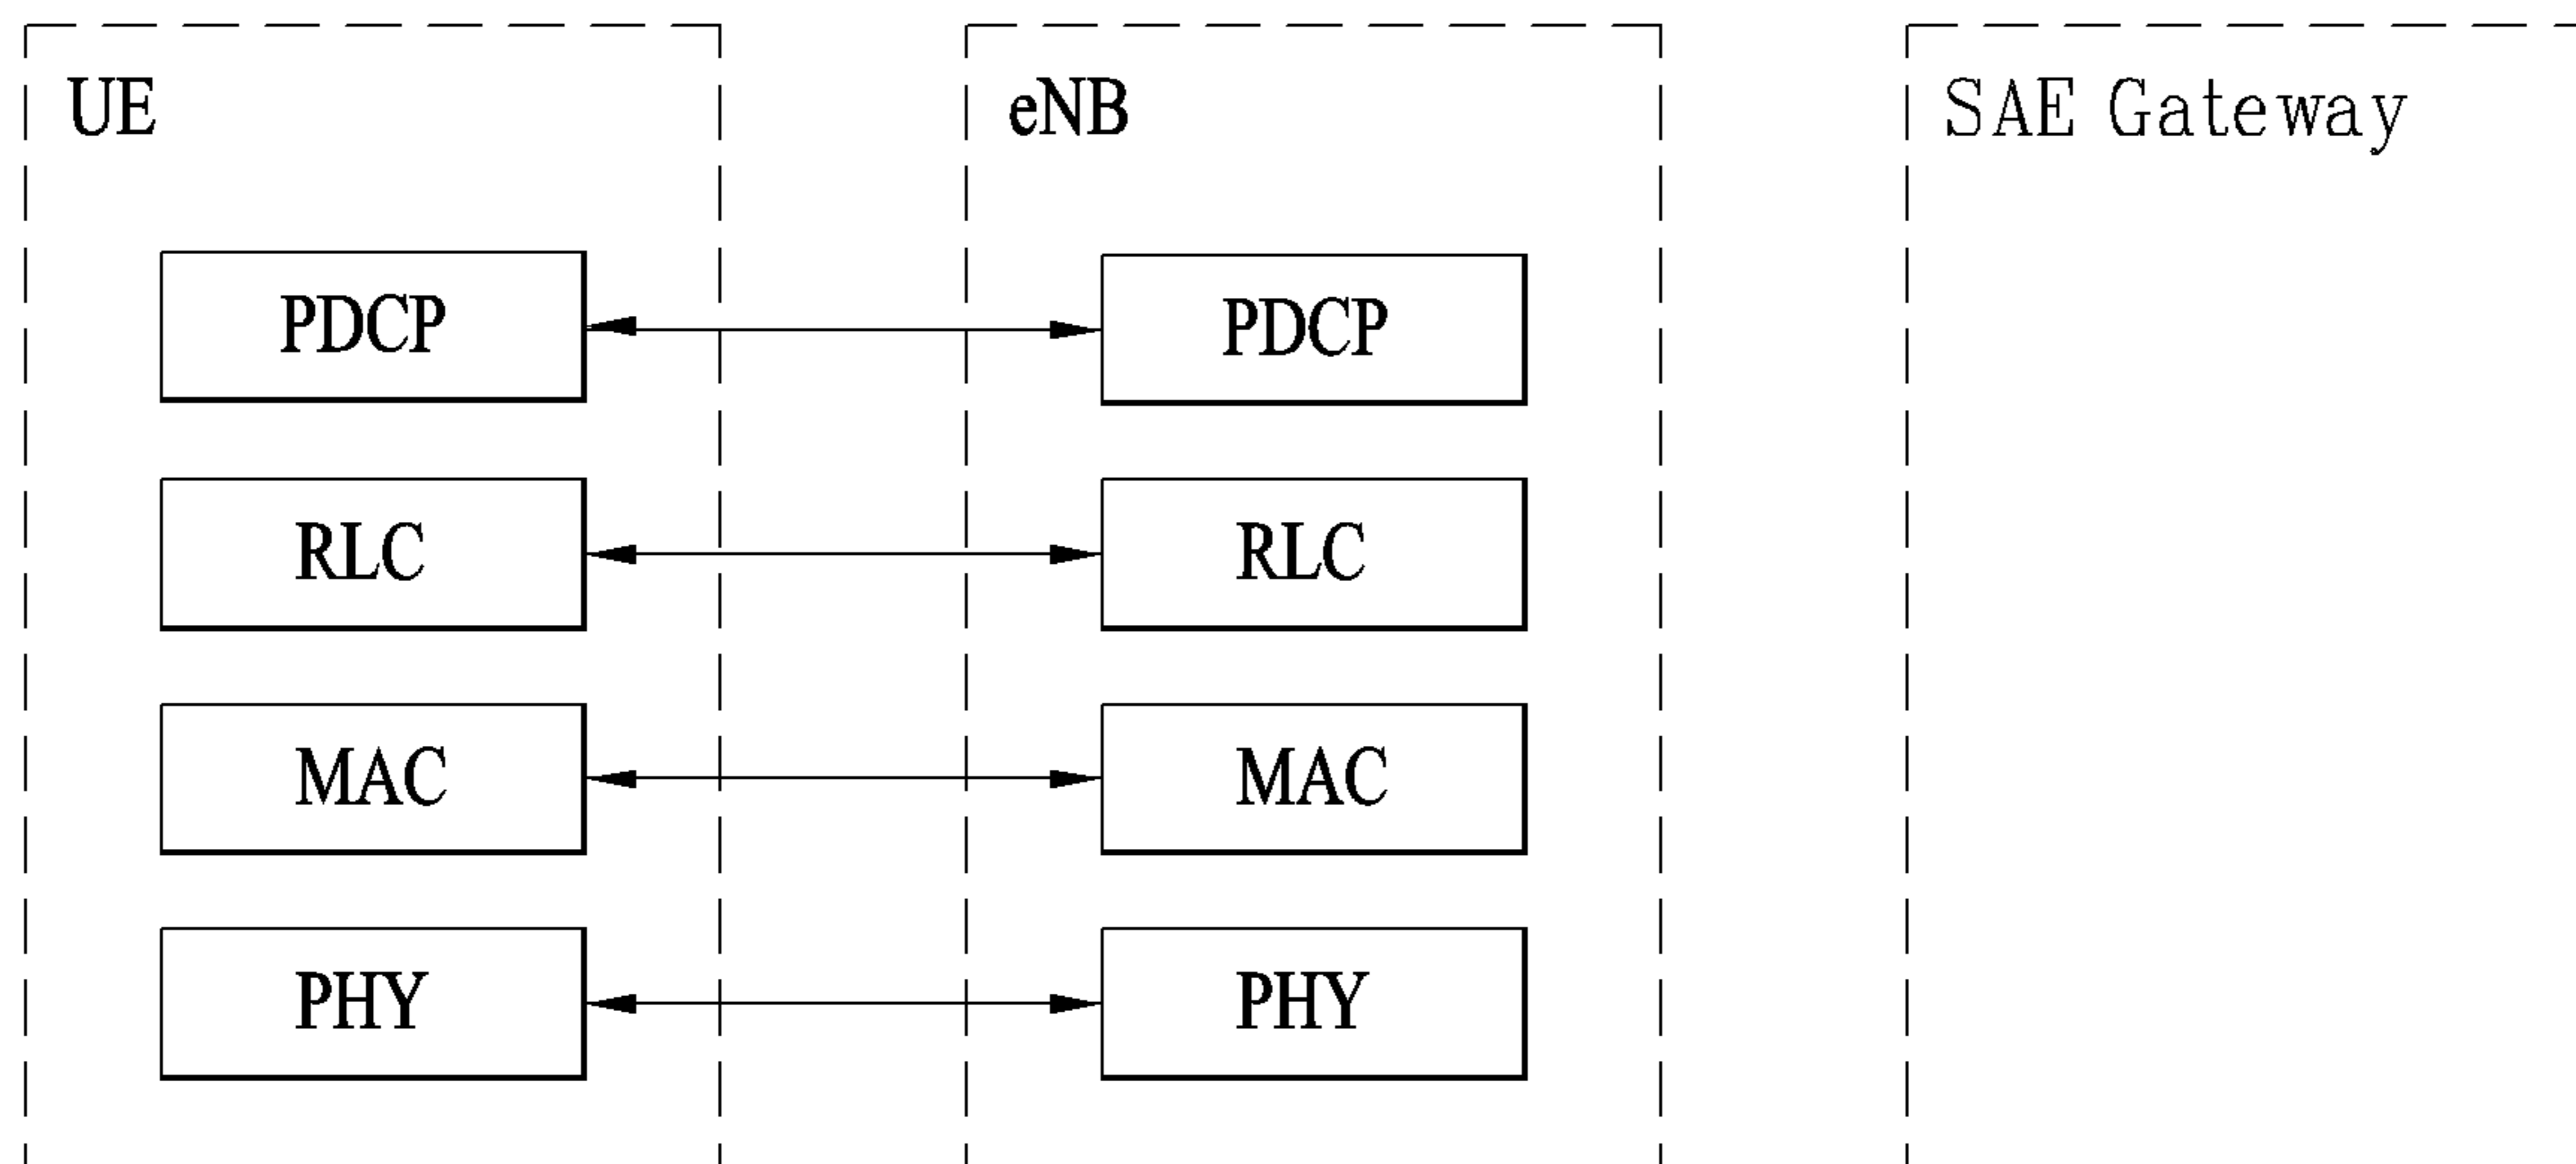 UE
eNB
SAE Gateway
PDCP
PDCP
RLC
RLC
MAC
MAC
PHY
PHY